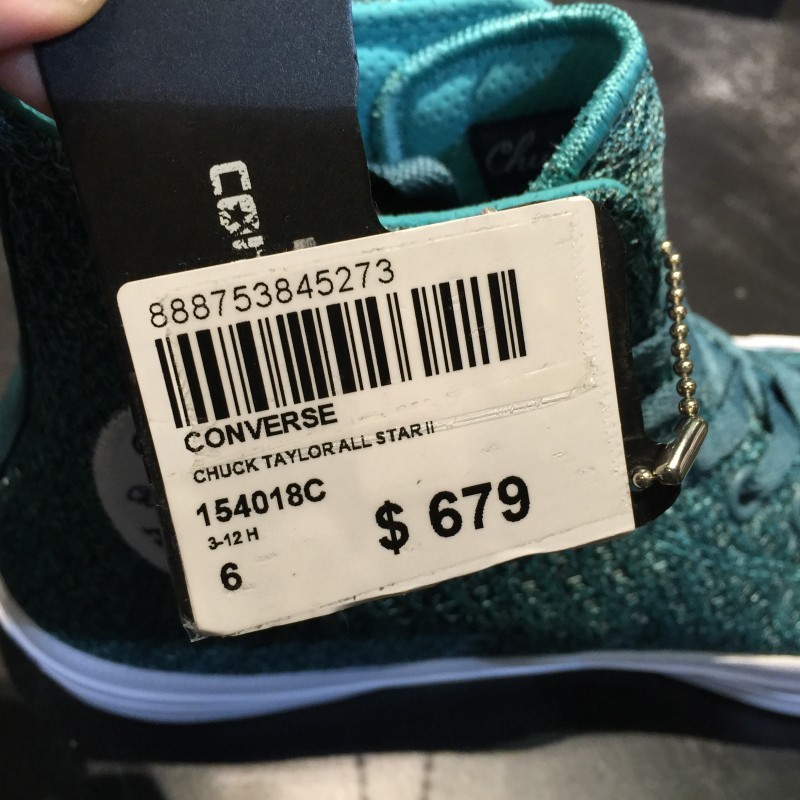 888753845273
CONVERSE
CHUCK TAYLOR ALL STAR II
154018C
3-12 H
$ 679
6